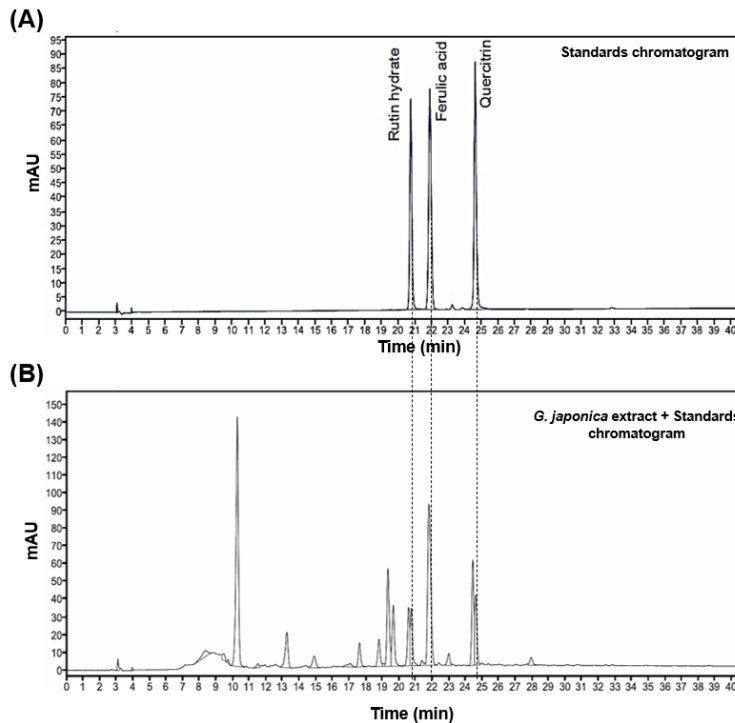 (A)
Standards chromatogram
Rutin hydrate
Ferulic acid
Quercitrin
mAU
95
90
85
80
75
70
65
60
55
50
45
40
35
30
25
20
15
10
5
0
0 1 2 3 4 5 6 7 8 9 10 11 12 13 14 15 16 17 18 19 20 21 22 23 24 25 26 27 28 29 30 31 32 33 34 35 36 37 38 39 40
Time (min)
(B)
G. japonica extract + Standards
chromatogram
mAU
150
140
130
120
110
100
90
80
70
60
50
40
30
20
10
0
0 1 2 3 4 5 6 7 8 9 10 11 12 13 14 15 16 17 18 19 20 21 22 23 24 25 26 27 28 29 30 31 32 33 34 35 36 37 38 39 40
Time (min)